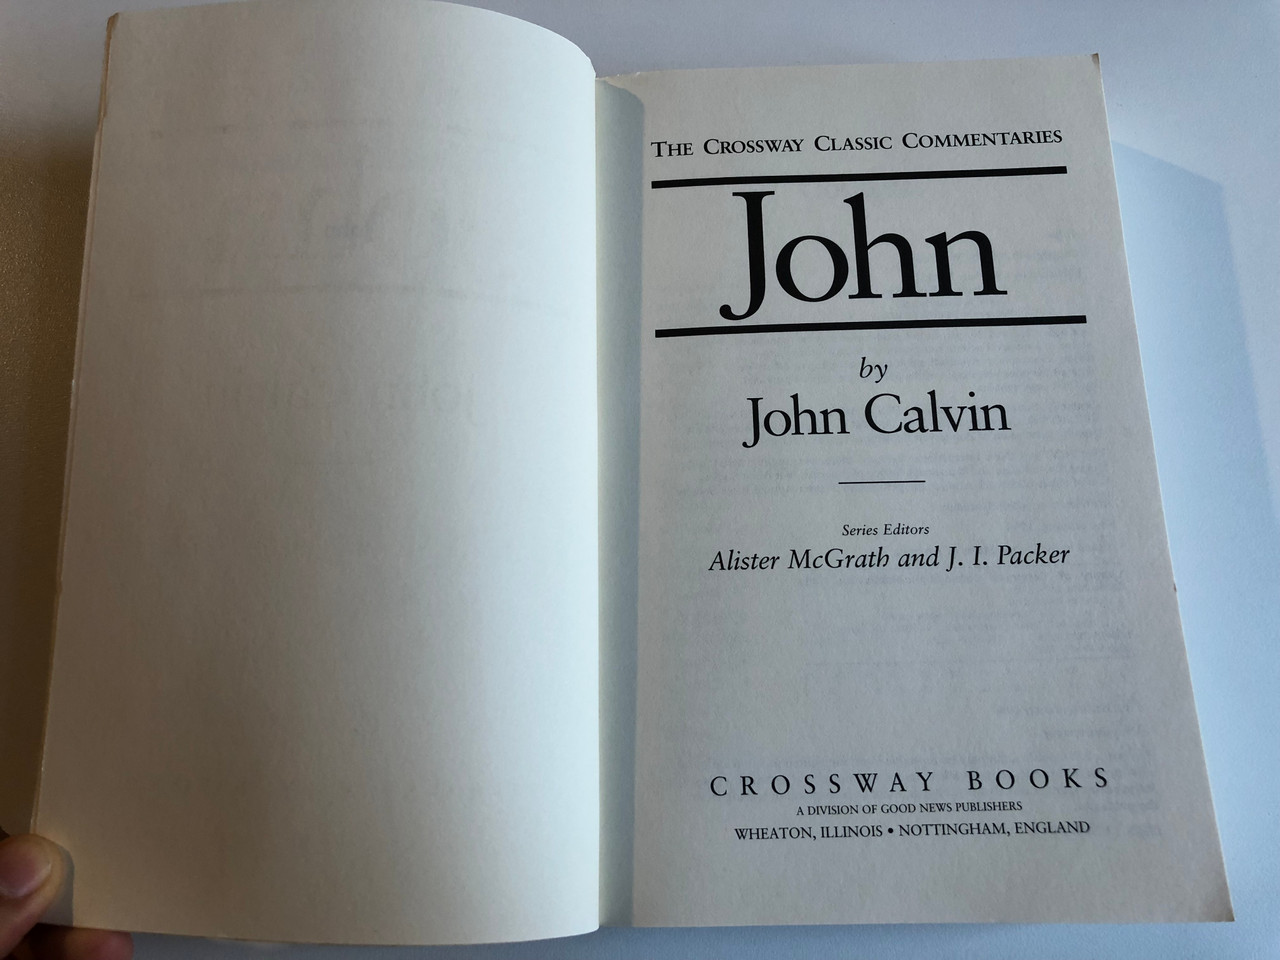 THE CROSSWAY CLASSIC COMMENTARIES
John
by
John Calvin
Series Editors
Alister McGrath and J. I. Packer
CROSSWAY BOOKS
A DIVISION OF GOOD NEWS PUBLISHERS
WHEATON, ILLINOIS • NOTTINGHAM, ENGLAND